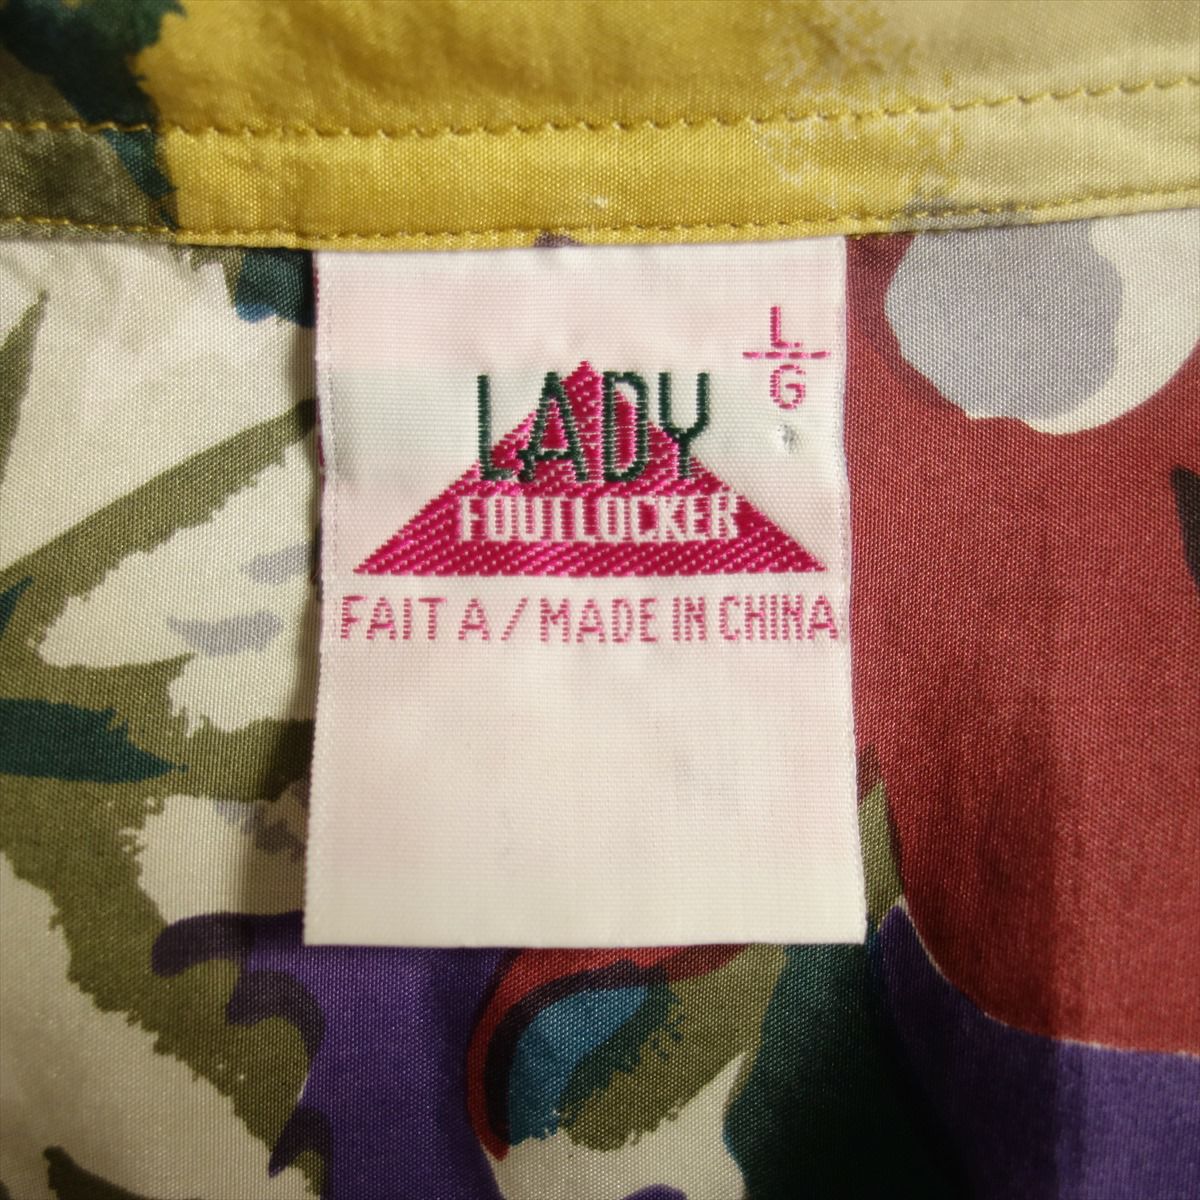 L
G
LADY
FOOTLOCKER
FAIT A / MADE IN CHINA